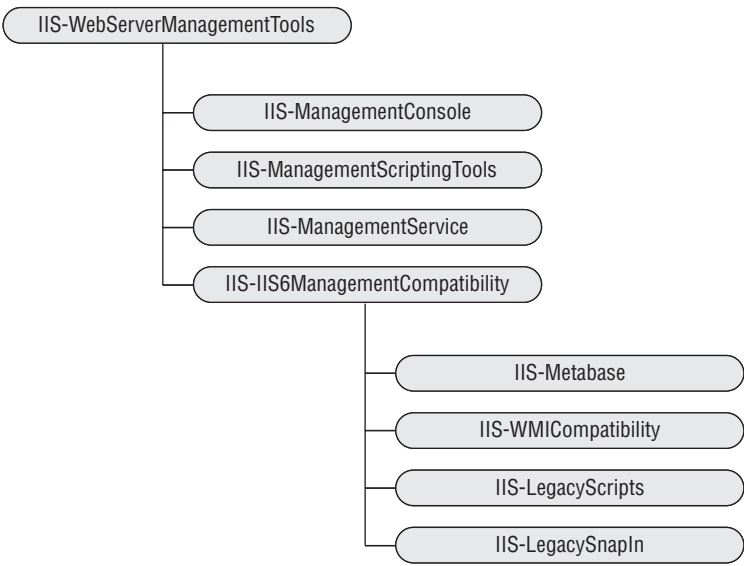 IIS-WebServerManagementTools
IIS-ManagementConsole
IIS-ManagementScriptingTools
IIS-ManagementService
IIS-IIS6ManagementCompatibility
IIS-Metabase
IIS-WMICompatibility
IIS-LegacyScripts
IIS-LegacySnapIn